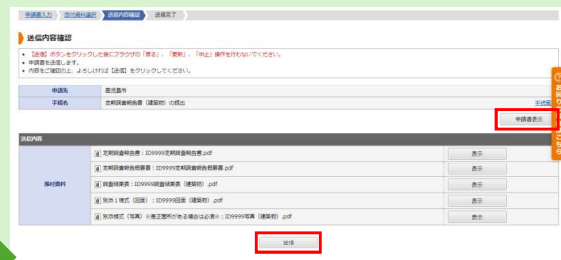 申請書入力 添付資料選択 送信内容確認 送信完了
送信内容確認
• 【送信】ボタンをクリックした後にブラウザの「戻る」、「更新」、「中止」操作を行わないでください。
• 申請書を送信します。
• 内容をご確認の上、よろしければ【送信】をクリックしてください。
申請先 鹿児島市
手続名 定期調査報告書（建築物）の提出
申請書表示
送信内容
添付資料
定期調査報告書：ID9999定期調査報告書.pdf 表示
定期調査報告概要書：ID9999定期調査報告概要書.pdf 表示
調査結果表：ID9999調査結果表（建築物）.pdf 表示
別添１様式（図面）：ID9999図面（建築物）.pdf 表示
別添様式（写真）※是正箇所がある場合は必須※：ID9999写真（建築物）.pdf 表示
送信